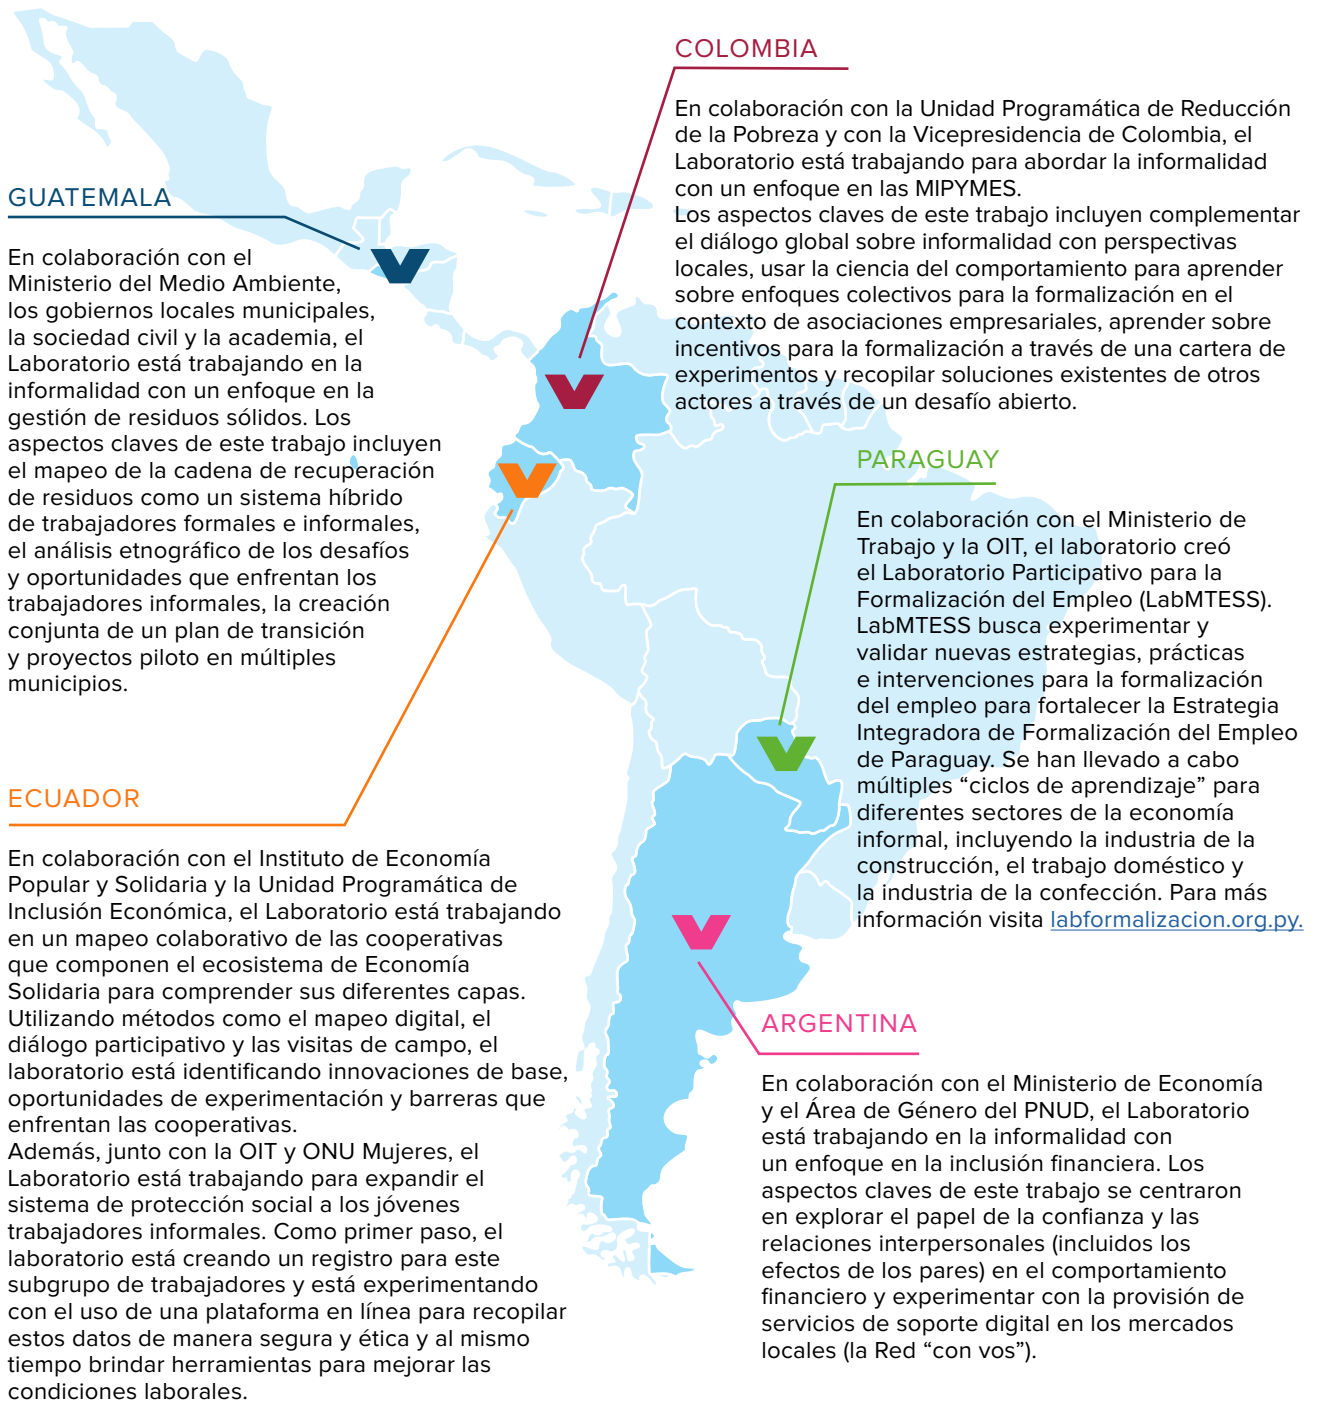 GUATEMALA
En colaboración con el
Ministerio del Medio Ambiente,
los gobiernos locales municipales,
la sociedad civil y la academia, el
Laboratorio está trabajando en la
informalidad con un enfoque en la
gestión de residuos sólidos. Los
aspectos claves de este trabajo incluyen
el mapeo de la cadena de recuperación
de residuos como un sistema híbrido
de trabajadores formales e informales,
el análisis etnográfico de los desafíos
y oportunidades que enfrentan los
trabajadores informales, la creación
conjunta de un plan de transición
y proyectos piloto en múltiples
municipios.
ECUADOR
En colaboración con el Instituto de Economía
Popular y Solidaria y la Unidad Programática de
Inclusión Económica, el Laboratorio está trabajando
en un mapeo colaborativo de las cooperativas
que componen el ecosistema de Economía
Solidaria para comprender sus diferentes capas.
Utilizando métodos como el mapeo digital, el
diálogo participativo y las visitas de campo, el
laboratorio está identificando innovaciones de base,
oportunidades de experimentación y barreras que
enfrentan las cooperativas.
Además, junto con la OIT y ONU Mujeres, el
Laboratorio está trabajando para expandir el
sistema de protección social a los jóvenes
trabajadores informales. Como primer paso, el
laboratorio está creando un registro para este
subgrupo de trabajadores y está experimentando
con el uso de una plataforma en línea para recopilar
estos datos de manera segura y ética y al mismo
tiempo brindar herramientas para mejorar las
condiciones laborales.
COLOMBIA
En colaboración con la Unidad Programática de Reducción
de la Pobreza y con la Vicepresidencia de Colombia, el
Laboratorio está trabajando para abordar la informalidad
con un enfoque en las MIPYMES.
Los aspectos claves de este trabajo incluyen complementar
el diálogo global sobre informalidad con perspectivas
locales, usar la ciencia del comportamiento para aprender
sobre enfoques colectivos para la formalización en el
contexto de asociaciones empresariales, aprender sobre
incentivos para la formalización a través de una cartera de
experimentos y recopilar soluciones existentes de otros
actores a través de un desafío abierto.
PARAGUAY
En colaboración con el Ministerio de
Trabajo y la OIT, el laboratorio creó
el Laboratorio Participativo para la
Formalización del Empleo (LabMTESS).
LabMTESS busca experimentar y
validar nuevas estrategias, prácticas
e intervenciones para la formalización
del empleo para fortalecer la Estrategia
Integradora de Formalización del Empleo
de Paraguay. Se han llevado a cabo
múltiples “ciclos de aprendizaje” para
diferentes sectores de la economía
informal, incluyendo la industria de la
construcción, el trabajo doméstico y
la industria de la confección. Para más
información visita labformalizacion.org.py.
ARGENTINA
En colaboración con el Ministerio de Economía
y el Área de Género del PNUD, el Laboratorio
está trabajando en la informalidad con
un enfoque en la inclusión financiera. Los
aspectos claves de este trabajo se centraron
en explorar el papel de la confianza y las
relaciones interpersonales (incluidos los
efectos de los pares) en el comportamiento
financiero y experimentar con la provisión de
servicios de soporte digital en los mercados
locales (la Red “con vos”).